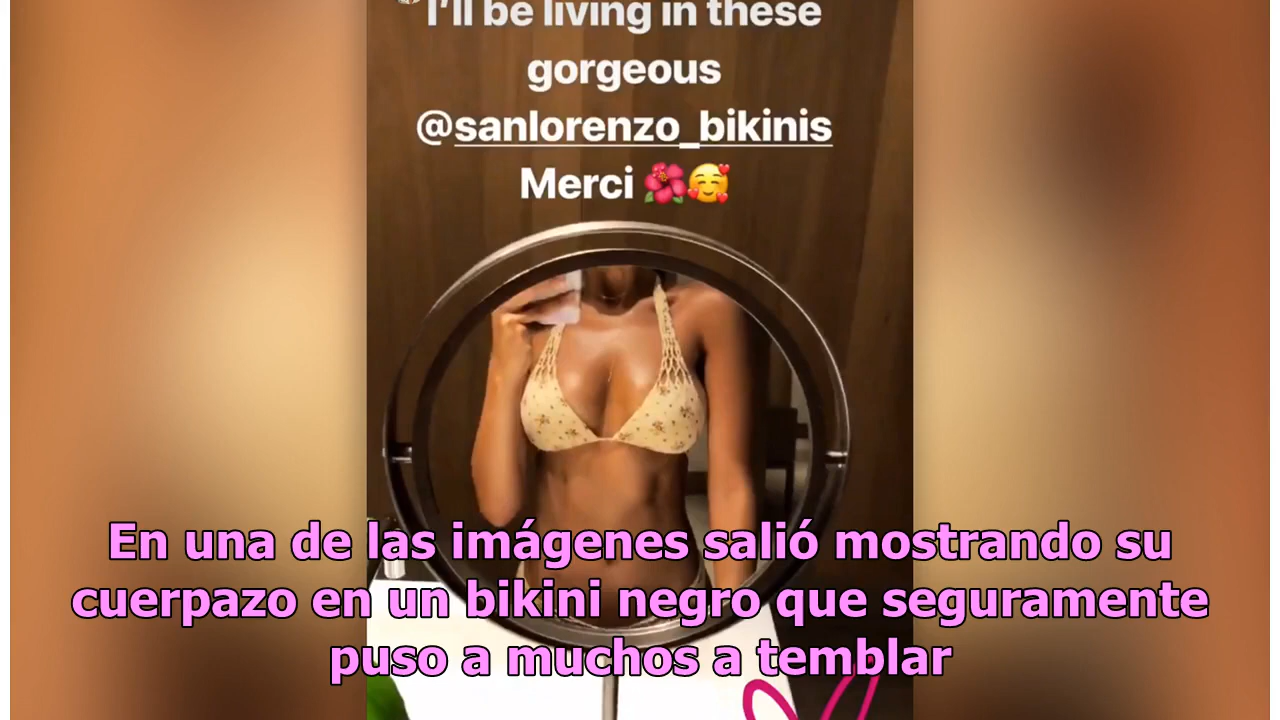 I'll be living in these
gorgeous
@sanlorenzo_bikinis
Merci 🌺🥰
En una de las imágenes salió mostrando su
cuerpazo en un bikini negro que seguramente
puso a muchos a temblar